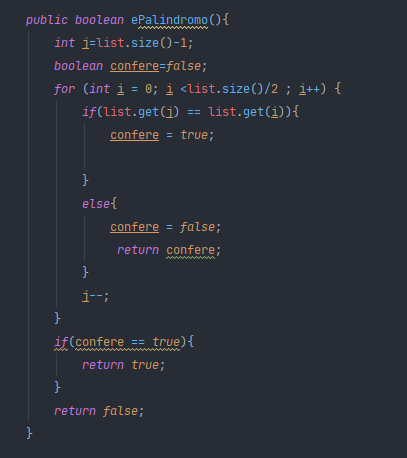 public boolean ePalindromo(){
int j=list.size()-1;
boolean confere=false;
for (int i = 0; i <list.size()/2 ; i++) {
if(list.get(j) == list.get(i)){
confere = true;
}
else{
confere = false;
return confere;
}
j--;
}
if(confere == true){
return true;
}
return false;
}